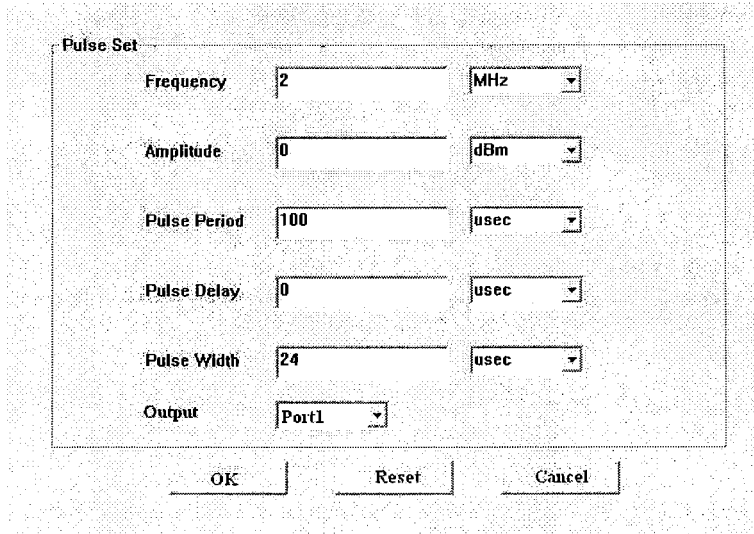 Pulse Set
Frequency 2 MHz
Amplitude 0 dBm
Pulse Period 100 usec
Pulse Delay 0 usec
Pulse Width 24 usec
Output Port1
OK Reset Cancel